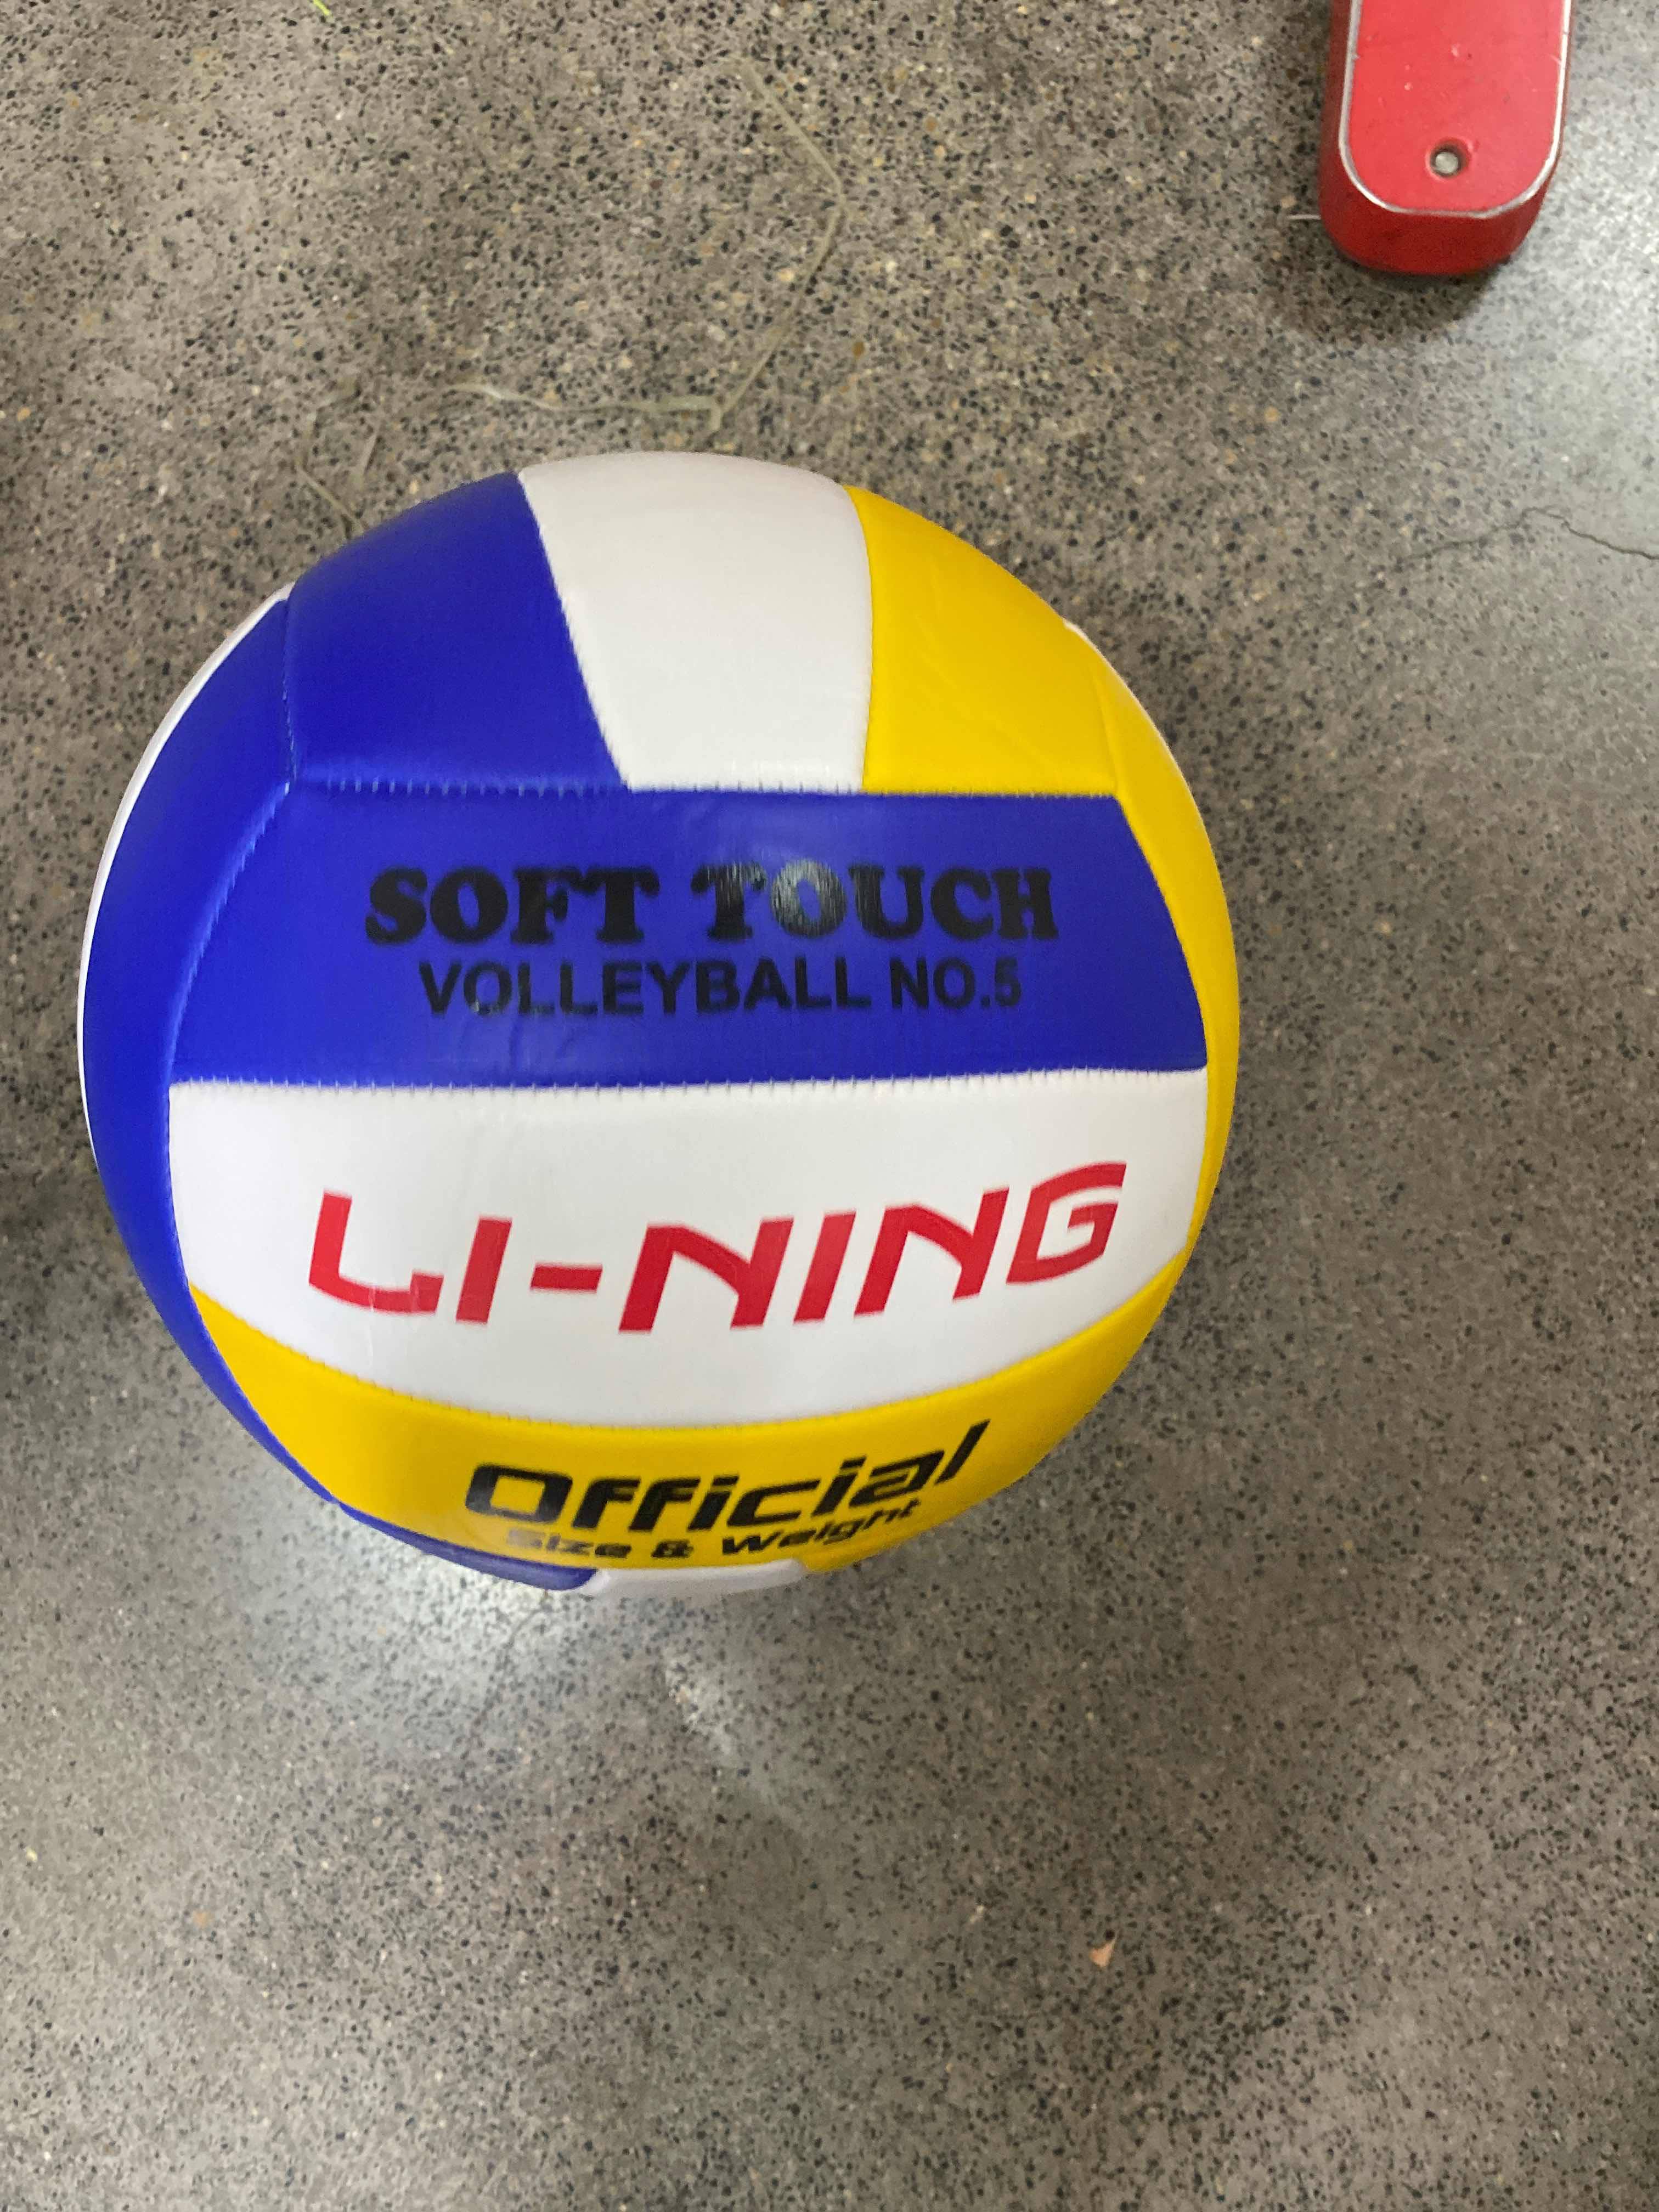 SOFT TOUCH
VOLLEYBALL NO.5
LI-NING
Official
Size & Weight